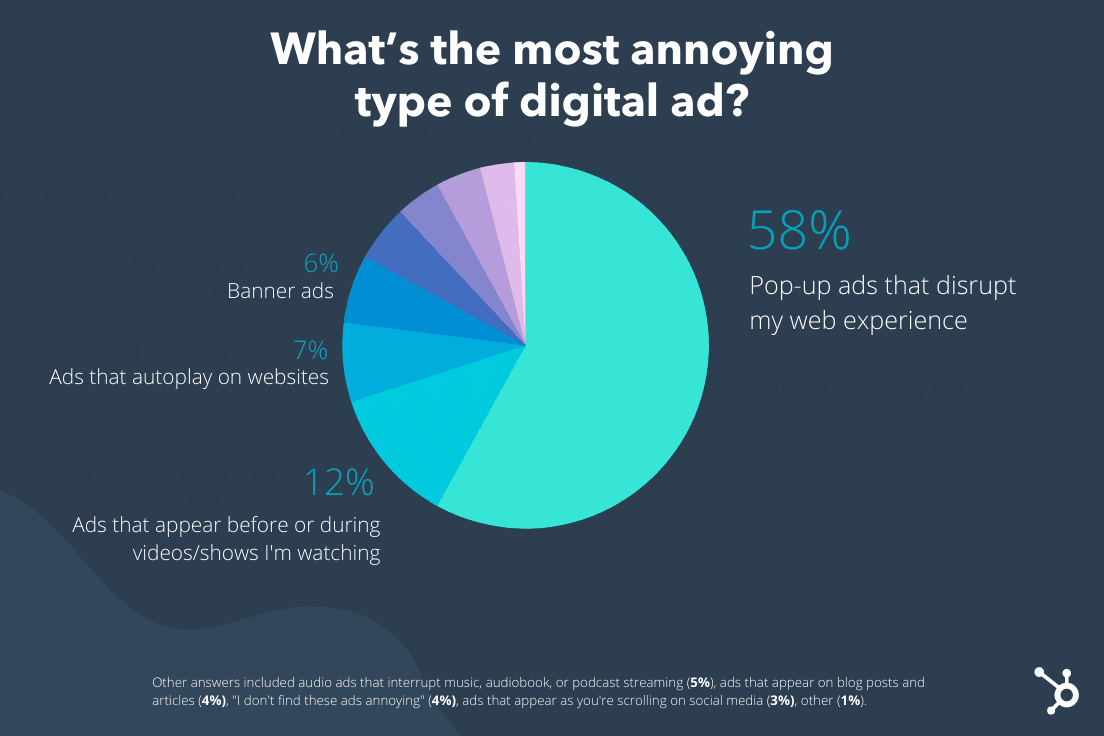 What's the most annoying
type of digital ad?
58%
Pop-up ads that disrupt
my web experience
6%
Banner ads
7%
Ads that autoplay on websites
12%
Ads that appear before or during
videos/shows I'm watching
Other answers included audio ads that interrupt music, audiobook, or podcast streaming (5%), ads that appear on blog posts and
articles (4%), "I don't find these ads annoying" (4%), ads that appear as you're scrolling on social media (3%), other (1%).